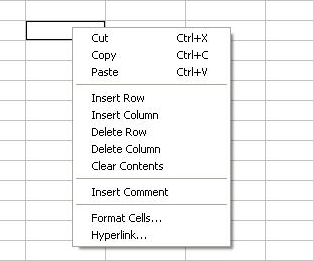 Cut Ctrl+X
Copy Ctrl+C
Paste Ctrl+V
Insert Row
Insert Column
Delete Row
Delete Column
Clear Contents
Insert Comment
Format Cells...
Hyperlink...